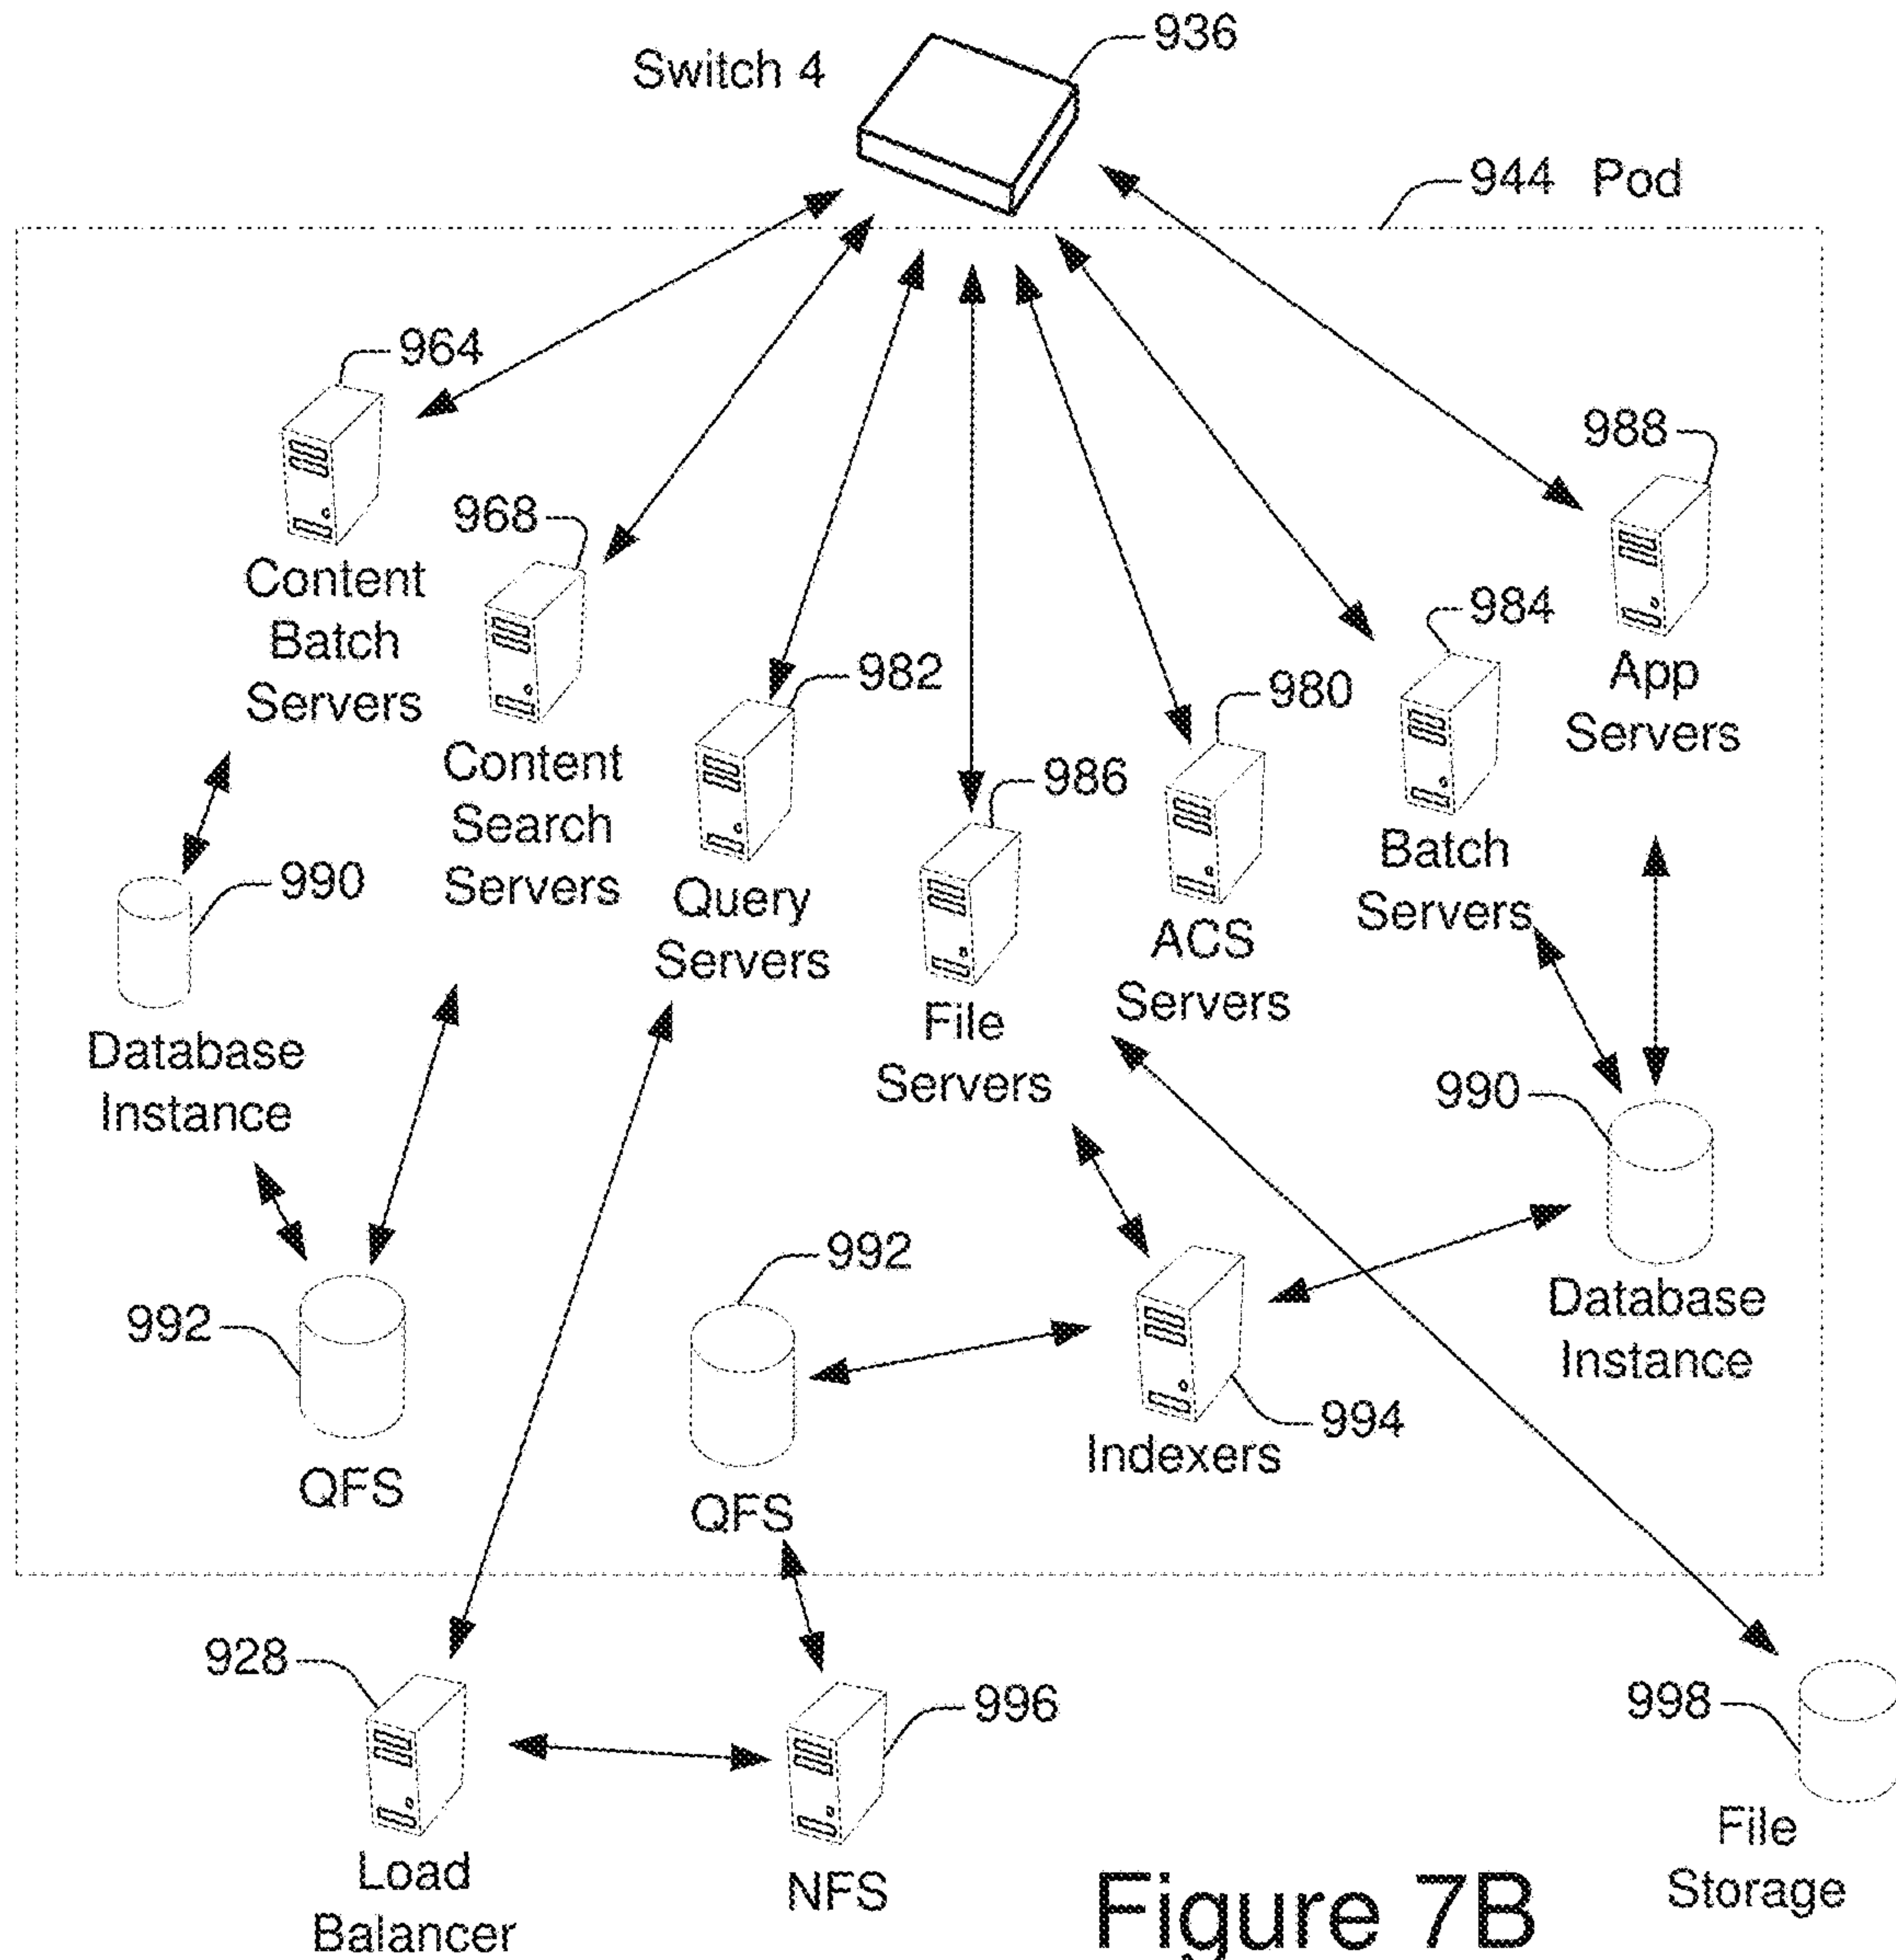 936
Switch 4
944 Pod
964
988
968
Content
Batch
Servers
984
982
980
App
Servers
Content
Search
Servers
986
990
Batch
Servers
Query
Servers
ACS
Servers
File
Servers
Database
Instance
990
992
992
Database
Instance
994
Indexers
QFS
QFS
928
996
998
Load
Balancer
NFS
File
Storage
Figure 7B